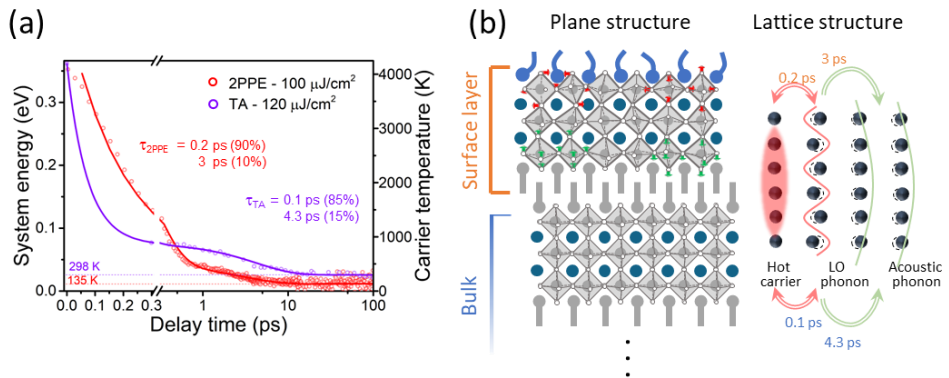 (a)
System energy (eV)
0.3
0.2
0.1
0.0
2PPE - 100 μJ/cm²
TA - 120 μJ/cm²
τ2PPE = 0.2 ps (90%)
3 ps (10%)
τTA = 0.1 ps (85%)
4.3 ps (15%)
298 K
135 K
4000
3000
2000
1000
0
Carrier temperature (K)
0.0 0.1 0.2 0.3 1 10 100
Delay time (ps)
(b)
Plane structure
Lattice structure
Surface layer
Bulk
3 ps
0.2 ps
Hot
carrier
LO
phonon
Acoustic
phonon
0.1 ps
4.3 ps